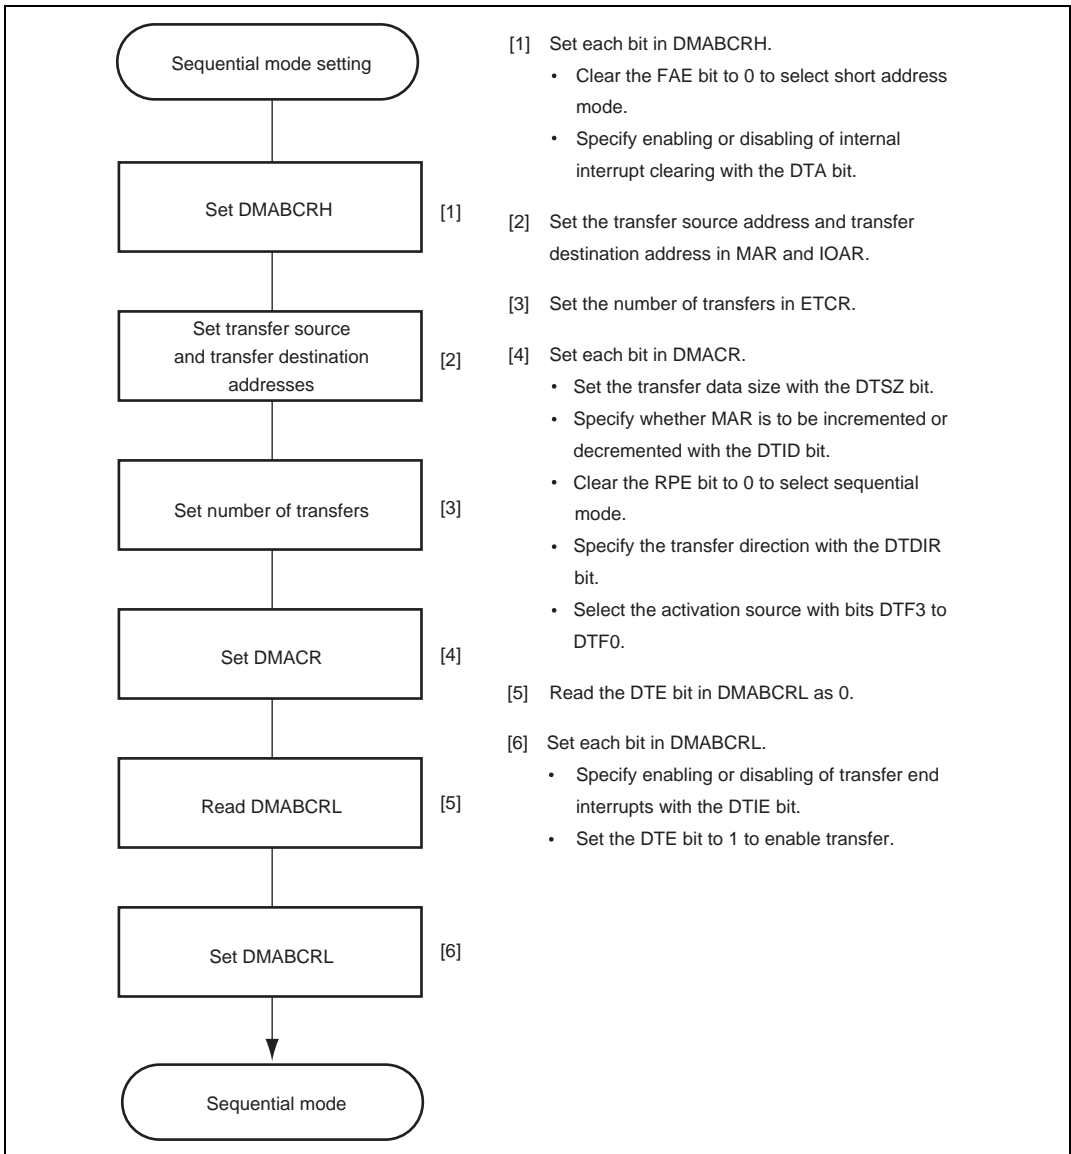 Sequential mode setting
Set DMABCRH
[1]
Set transfer source
and transfer destination
addresses
[2]
Set number of transfers
[3]
Set DMACR
[4]
Read DMABCRL
[5]
Set DMABCRL
[6]
Sequential mode
[1] Set each bit in DMABCRH.
• Clear the FAE bit to 0 to select short address
mode.
• Specify enabling or disabling of internal
interrupt clearing with the DTA bit.
[2] Set the transfer source address and transfer
destination address in MAR and IOAR.
[3] Set the number of transfers in ETCR.
[4] Set each bit in DMACR.
• Set the transfer data size with the DTSZ bit.
• Specify whether MAR is to be incremented or
decremented with the DTID bit.
• Clear the RPE bit to 0 to select sequential
mode.
• Specify the transfer direction with the DTDIR
bit.
• Select the activation source with bits DTF3 to
DTF0.
[5] Read the DTE bit in DMABCRL as 0.
[6] Set each bit in DMABCRL.
• Specify enabling or disabling of transfer end
interrupts with the DTIE bit.
• Set the DTE bit to 1 to enable transfer.